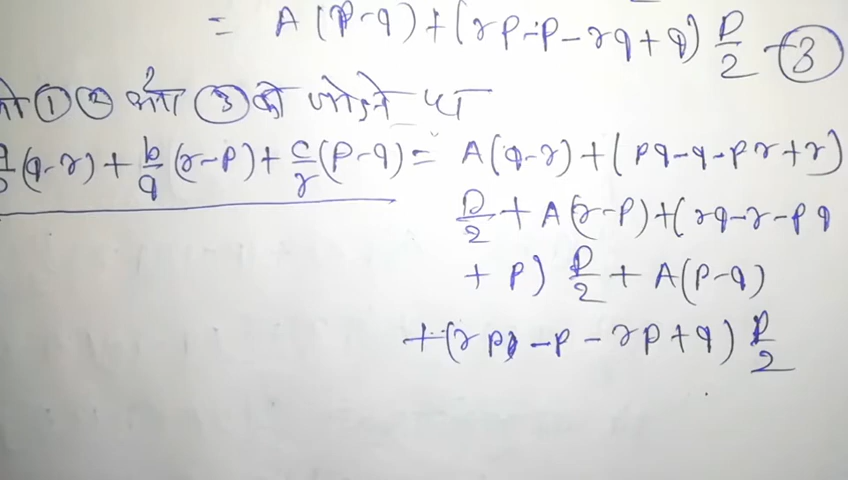 = A(p-q)+(rp-p-rq+q) D/2 -③
① ② और ③ को जोड़ने पर
(q-r)+b/q(r-p)+c/r(p-q)= A(q-r)+(pq-q-pr+r)
D/2+A(r-p)+(rq-r-pq
+p) D/2+A(p-q)
+(rp-p-rp+q) D/2